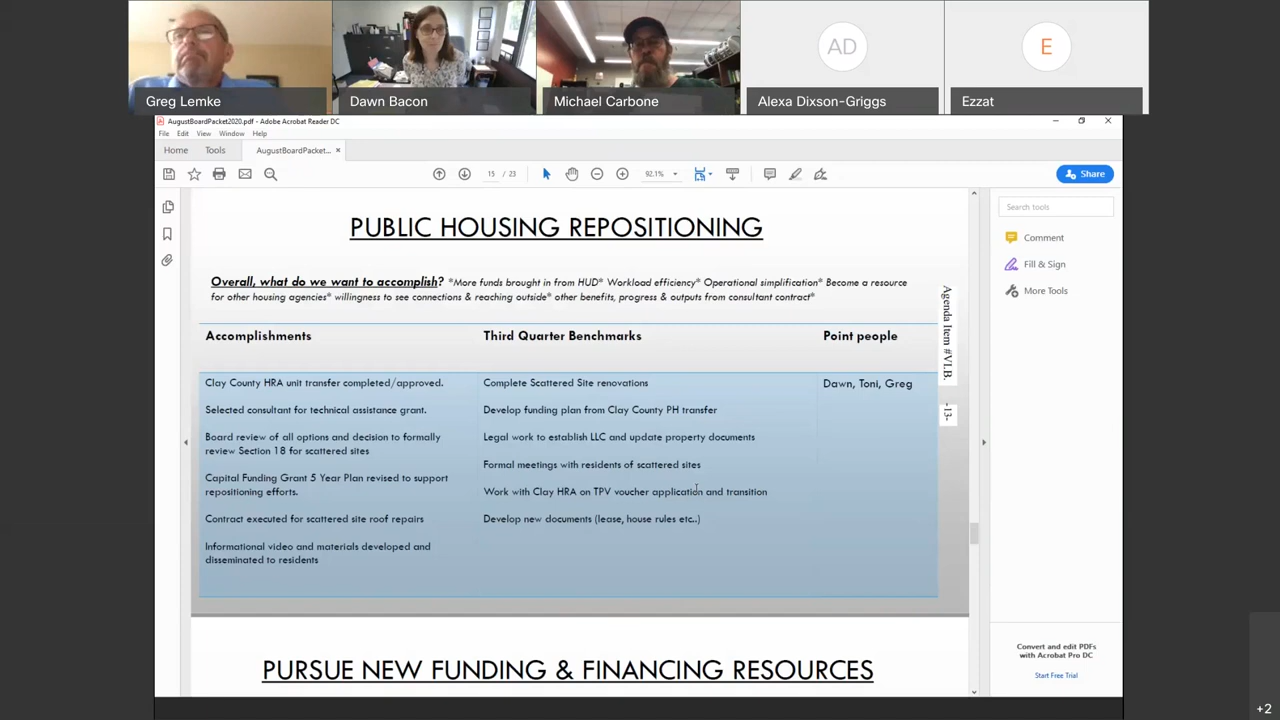 Greg Lemke
Dawn Bacon
Michael Carbone
AD
Alexa Dixson-Griggs
E
Ezzat
AugustBoardPacket2020.pdf - Adobe Acrobat Reader DC
File Edit View Window Help
Home Tools AugustBoardPacket... ×
15 / 23 92.1% Share
PUBLIC HOUSING REPOSITIONING
Overall, what do we want to accomplish? *More funds brought in from HUD* Workload efficiency* Operational simplification* Become a resource
for other housing agencies* willingness to see connections & reaching outside* other benefits, progress & outputs from consultant contract*
Accomplishments
Clay County HRA unit transfer completed/approved.
Selected consultant for technical assistance grant.
Board review of all options and decision to formally
review Section 18 for scattered sites
Capital Funding Grant 5 Year Plan revised to support
repositioning efforts.
Contract executed for scattered site roof repairs
Informational video and materials developed and
disseminated to residents
Third Quarter Benchmarks
Complete Scattered Site renovations
Develop funding plan from Clay County PH transfer
Legal work to establish LLC and update property documents
Formal meetings with residents of scattered sites
Work with Clay HRA on TPV voucher application and transition
Develop new documents (lease, house rules etc..)
Point people
Dawn, Toni, Greg
Agenda Item #VI.B.
-13-
PURSUE NEW FUNDING & FINANCING RESOURCES
Search tools
Comment
Fill & Sign
More Tools
Convert and edit PDFs
with Acrobat Pro DC
Start Free Trial
+2